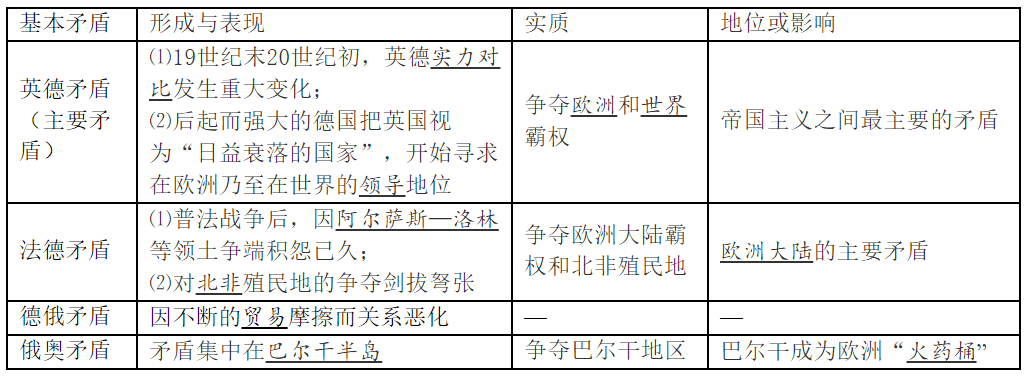 基本矛盾 形成与表现 实质 地位或影响
英德矛盾
（主要矛
盾）
⑴19世纪末20世纪初，英德实力对
比发生重大变化；
⑵后起而强大的德国把英国视
为“日益衰落的国家”，开始寻求
在欧洲乃至在世界的领导地位
争夺欧洲和世界
霸权
帝国主义之间最主要的矛盾
法德矛盾
⑴普法战争后，因阿尔萨斯—洛林
等领土争端积怨已久；
⑵对北非殖民地的争夺剑拔弩张
争夺欧洲大陆霸
权和北非殖民地
欧洲大陆的主要矛盾
德俄矛盾 因不断的贸易摩擦而关系恶化 — —
俄奥矛盾 矛盾集中在巴尔干半岛 争夺巴尔干地区 巴尔干成为欧洲“火药桶”